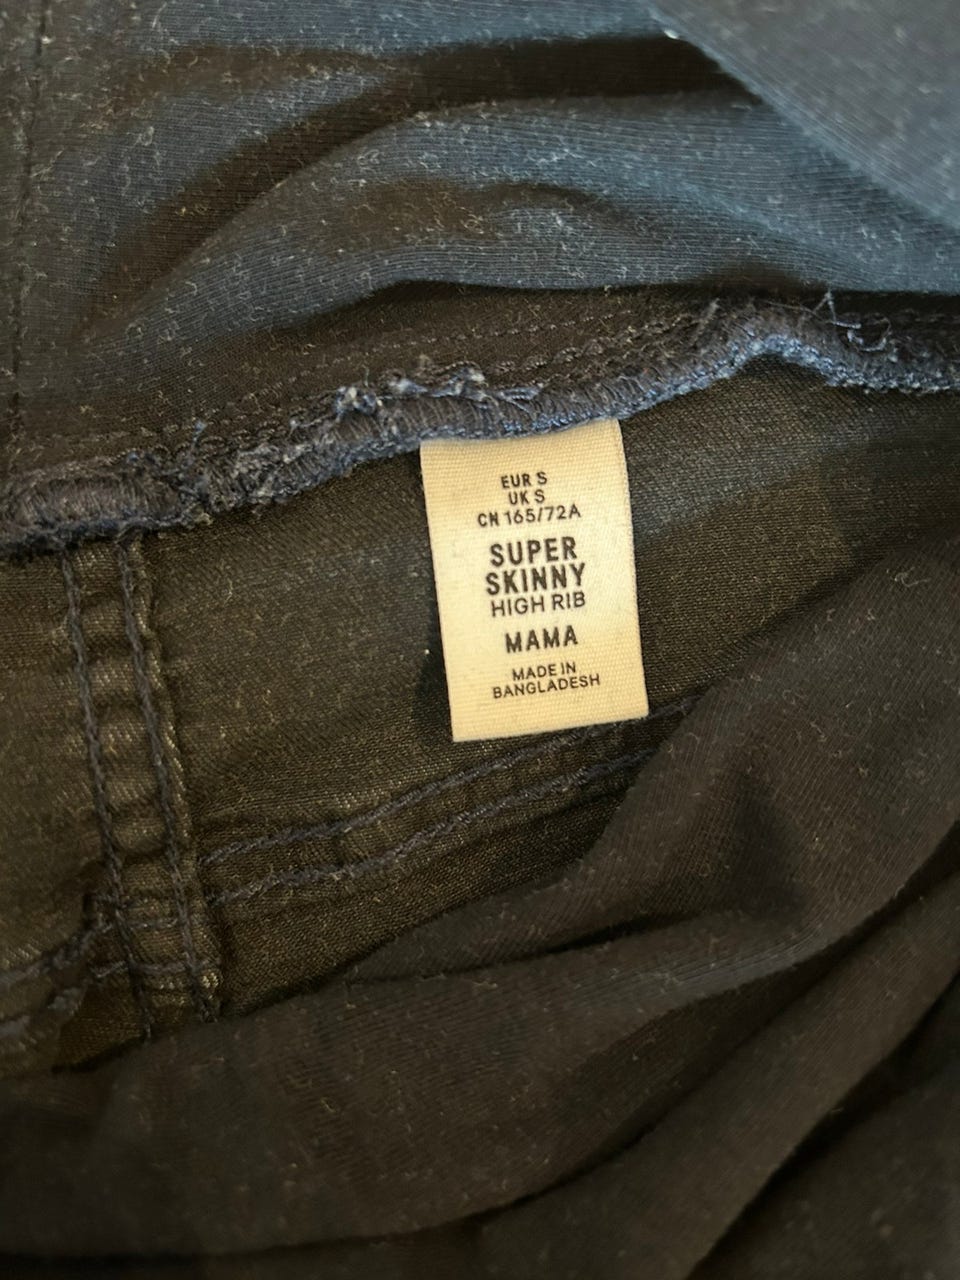 EUR S
UK S
CN 165/72A
SUPER
SKINNY
HIGH RIB
MAMA
MADE IN
BANGLADESH